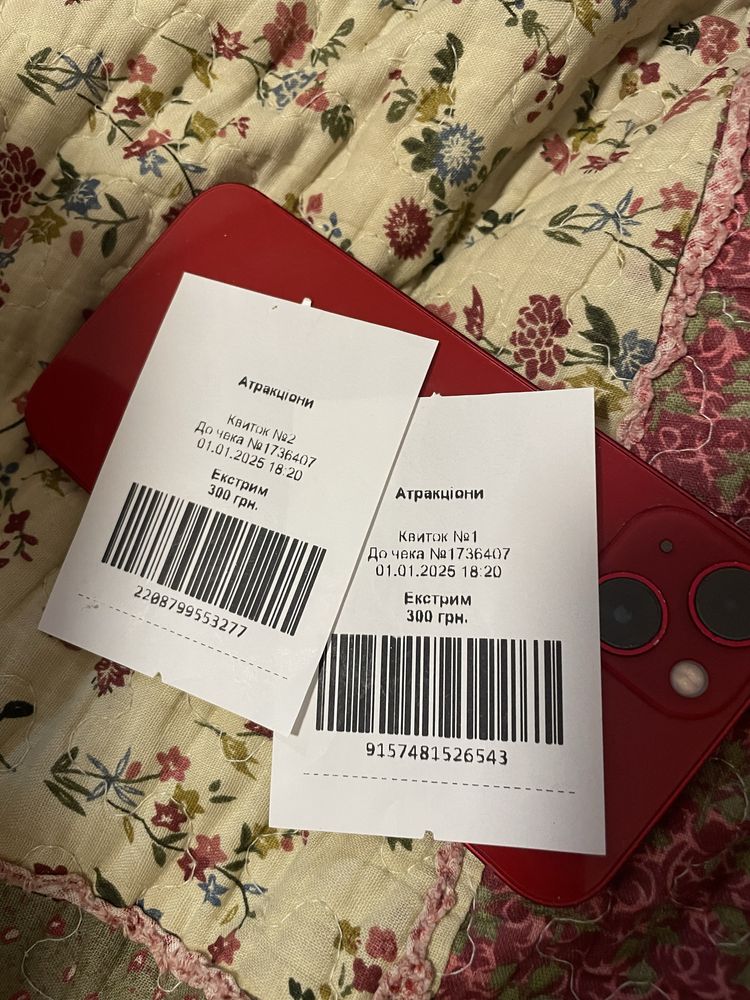 Атракціони
Квиток №2
До чека №1736407
01.01.2025 18:20
Екстрим
300 грн.
2208799553277
Атракціони
Квиток №1
До чека №1736407
01.01.2025 18:20
Екстрим
300 грн.
9157481526543